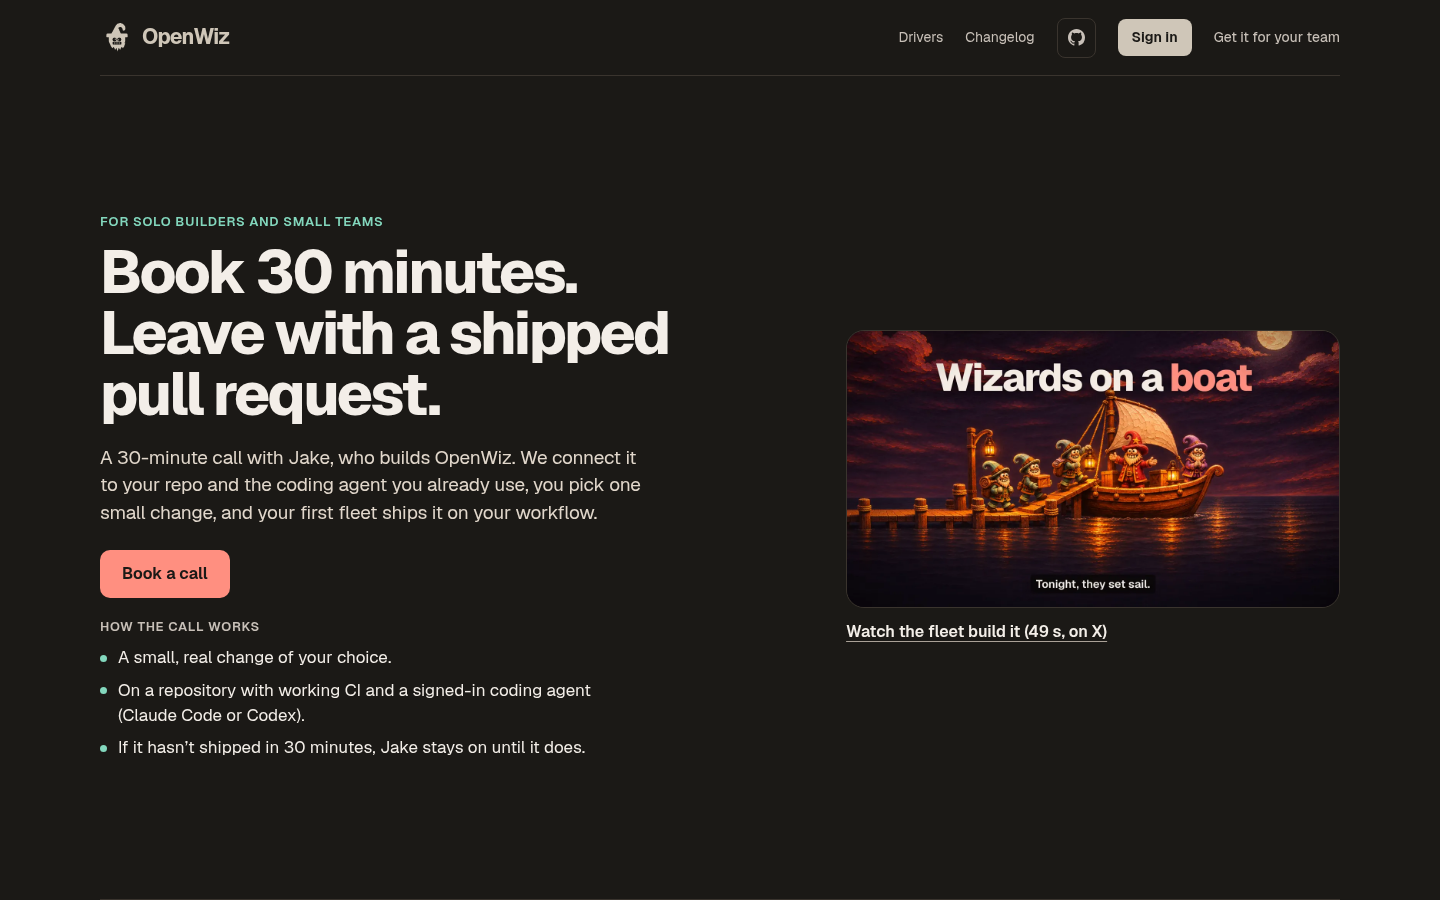 OpenWiz
Drivers
Changelog
Sign in
Get it for your team
FOR SOLO BUILDERS AND SMALL TEAMS
Book 30 minutes.
Leave with a shipped
pull request.
A 30-minute call with Jake, who builds OpenWiz. We connect it
to your repo and the coding agent you already use, you pick one
small change, and your first fleet ships it on your workflow.
Book a call
HOW THE CALL WORKS
A small, real change of your choice.
On a repository with working CI and a signed-in coding agent
(Claude Code or Codex).
If it hasn’t shipped in 30 minutes, Jake stays on until it does.
Wizards on a boat
Tonight, they set sail.
Watch the fleet build it (49 s, on X)